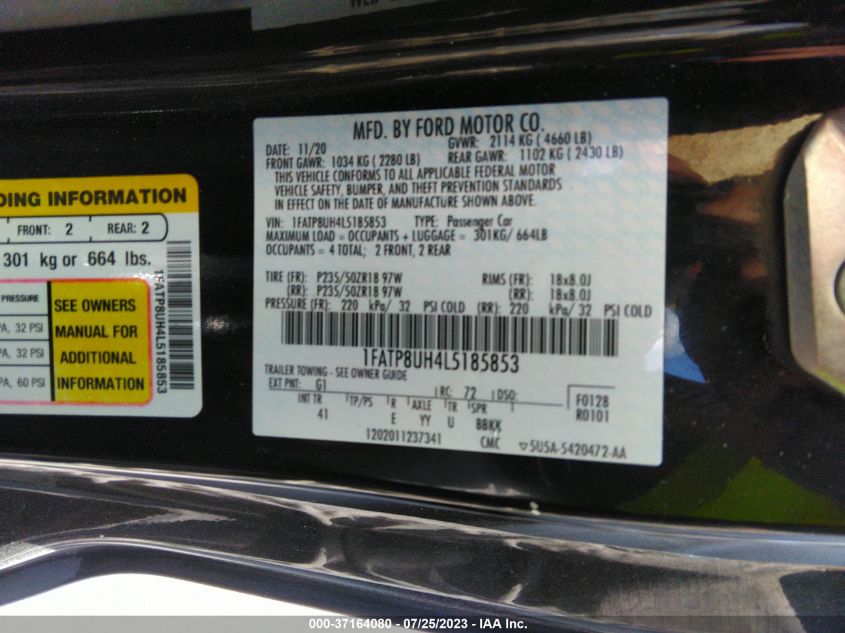 DING INFORMATION
FRONT: 2 REAR: 2
301 kg or 664 lbs.
PRESSURE
PA, 32 PSI
PA, 32 PSI
PA, 60 PSI
SEE OWNERS
MANUAL FOR
ADDITIONAL
INFORMATION
1FATP8UH4L5185853
MFD. BY FORD MOTOR CO.
DATE: 11/20 GVWR: 2114 KG (4660 LB)
FRONT GAWR: 1034 KG (2280 LB) REAR GAWR: 1102 KG (2430 LB)
THIS VEHICLE CONFORMS TO ALL APPLICABLE FEDERAL MOTOR
VEHICLE SAFETY, BUMPER, AND THEFT PREVENTION STANDARDS
IN EFFECT ON THE DATE OF MANUFACTURE SHOWN ABOVE.
VIN: 1FATP8UH4L5185853 TYPE: Passenger Car
MAXIMUM LOAD = OCCUPANTS + LUGGAGE = 301KG/ 664LB
OCCUPANTS = 4 TOTAL; 2 FRONT, 2 REAR
TIRE (FR): P235/50ZR18 97W RIMS (FR): 18x8.0J
(RR): P235/50ZR18 97W (RR): 18x8.0J
PRESSURE (FR): 220 kPa/ 32 PSI COLD (RR): 220 kPa/ 32 PSI COLD
1FATP8UH4L5185853
TRAILER TOWING - SEE OWNER GUIDE
EXT PNT: G1 RC: 72 DSO: F0128
INT TR TP/PS R AXLE TR SPR R0101
41 E YY U BBKK
1202011237341 CMC ▽5U5A-5420472-AA
000-37164080 - 07/25/2023 - IAA Inc.